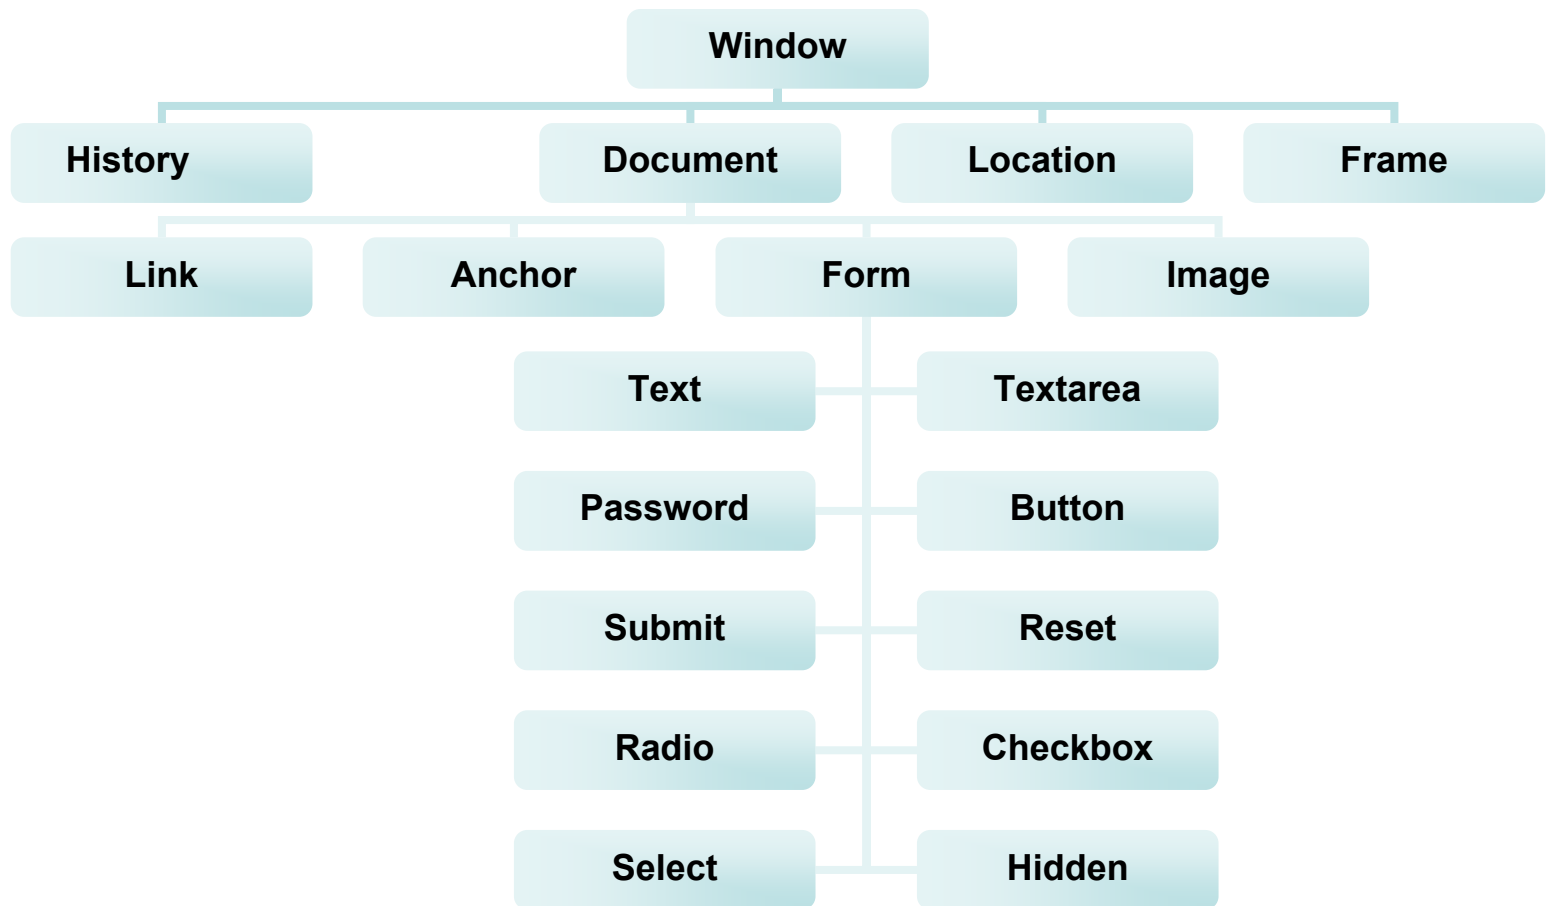 Window
History
Document
Location
Frame
Link
Anchor
Form
Image
Text
Textarea
Password
Button
Submit
Reset
Radio
Checkbox
Select
Hidden